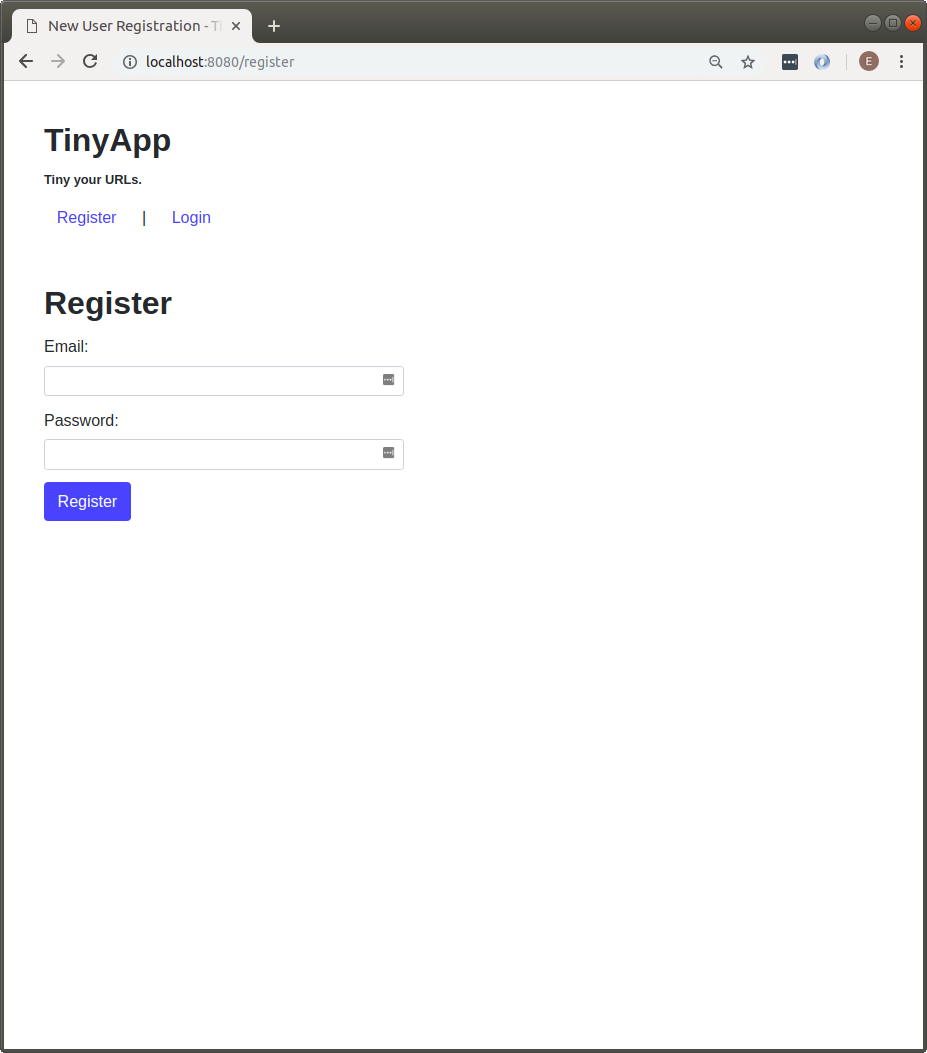 New User Registration - Ti
localhost:8080/register
E
TinyApp
Tiny your URLs.
Register | Login
Register
Email:
Password:
Register